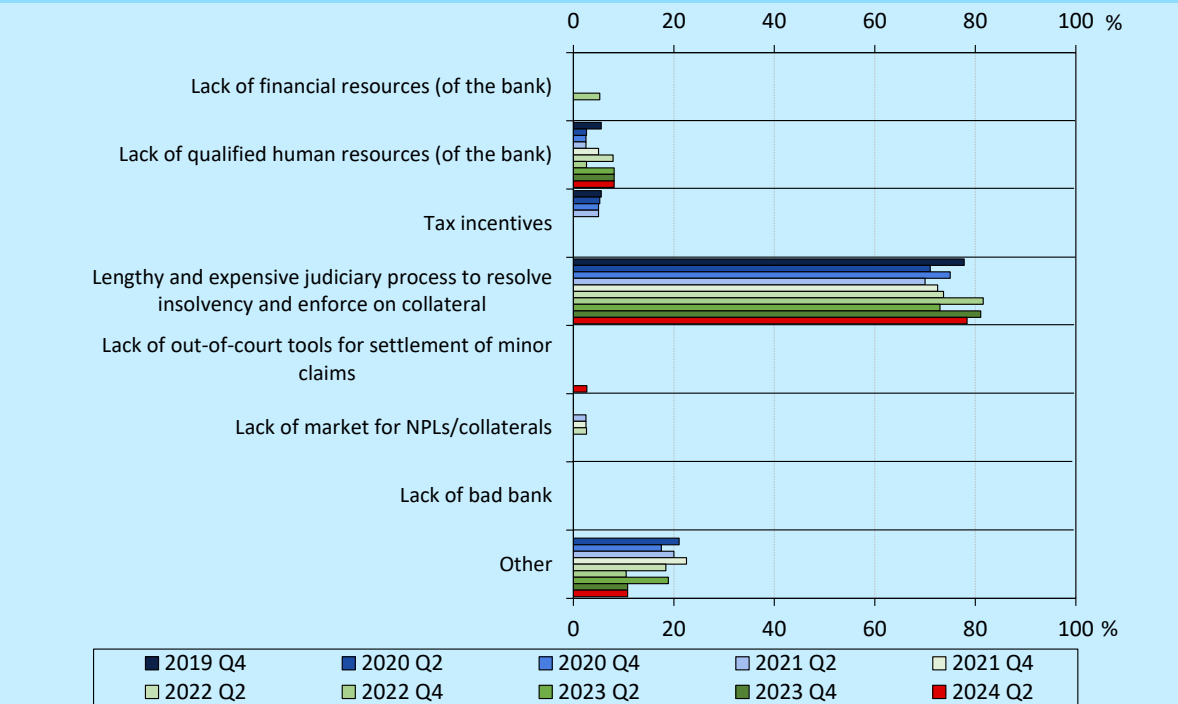 0 20 40 60 80 100 %
Lack of financial resources (of the bank)
Lack of qualified human resources (of the bank)
Tax incentives
Lengthy and expensive judiciary process to resolve
insolvency and enforce on collateral
Lack of out-of-court tools for settlement of minor
claims
Lack of market for NPLs/collaterals
Lack of bad bank
Other
0 20 40 60 80 100 %
2019 Q4 2020 Q2 2020 Q4 2021 Q2 2021 Q4
2022 Q2 2022 Q4 2023 Q2 2023 Q4 2024 Q2